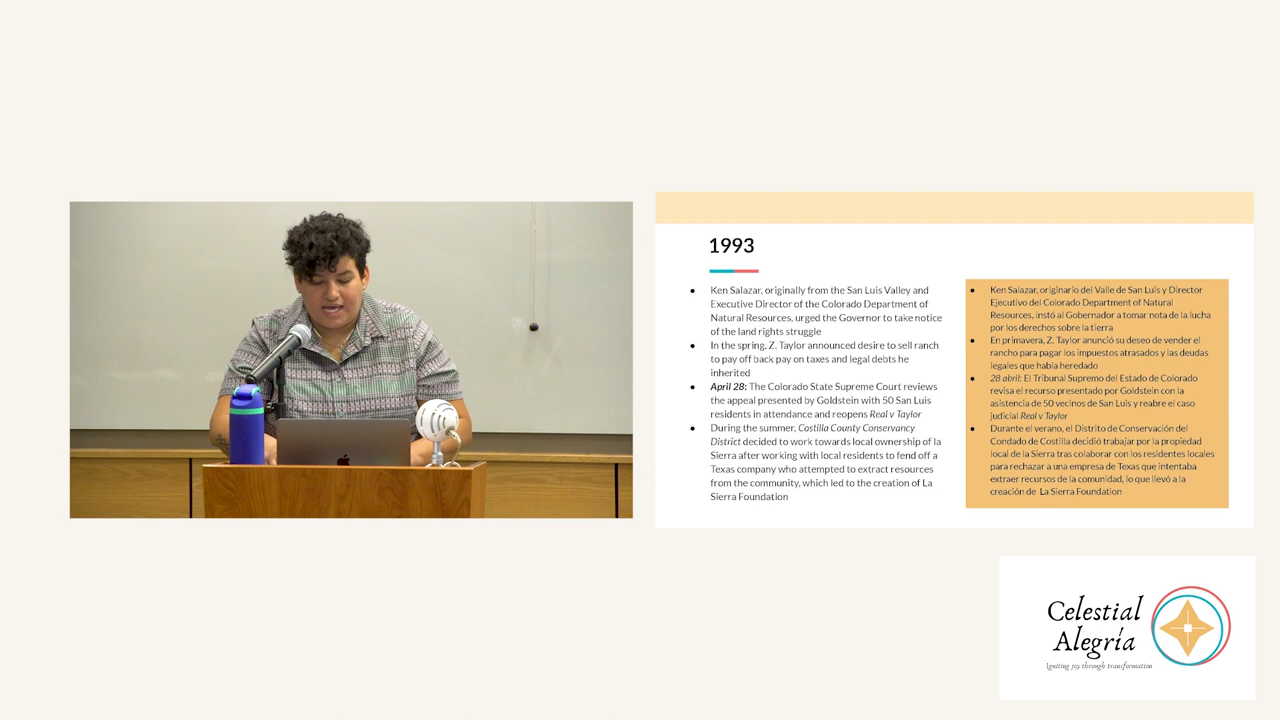 1993
Ken Salazar, originally from the San Luis Valley and
Executive Director of the Colorado Department of
Natural Resources, urged the Governor to take notice
of the land rights struggle
In the spring, Z. Taylor announced desire to sell ranch
to pay off back pay on taxes and legal debts he
inherited
April 28: The Colorado State Supreme Court reviews
the appeal presented by Goldstein with 50 San Luis
residents in attendance and reopens Real v Taylor
During the summer, Costilla County Conservancy
District decided to work towards local ownership of la
Sierra after working with local residents to fend off a
Texas company who attempted to extract resources
from the community, which led to the creation of La
Sierra Foundation
Ken Salazar, originario del Valle de San Luis y Director
Ejecutivo del Colorado Department of Natural
Resources, instó al Gobernador a tomar nota de la lucha
por los derechos sobre la tierra
En primavera, Z. Taylor anunció su deseo de vender el
rancho para pagar los impuestos atrasados y las deudas
legales que había heredado
28 abril: El Tribunal Supremo del Estado de Colorado
revisa el recurso presentado por Goldstein con la
asistencia de 50 vecinos de San Luis y reabre el caso
judicial Real v Taylor
Durante el verano, el Distrito de Conservación del
Condado de Costilla decidió trabajar por la propiedad
local de la Sierra tras colaborar con los residentes locales
para rechazar a una empresa de Texas que intentaba
extraer recursos de la comunidad, lo que llevó a la
creación de La Sierra Foundation
Celestial
Alegría
Igniting joy through transformation